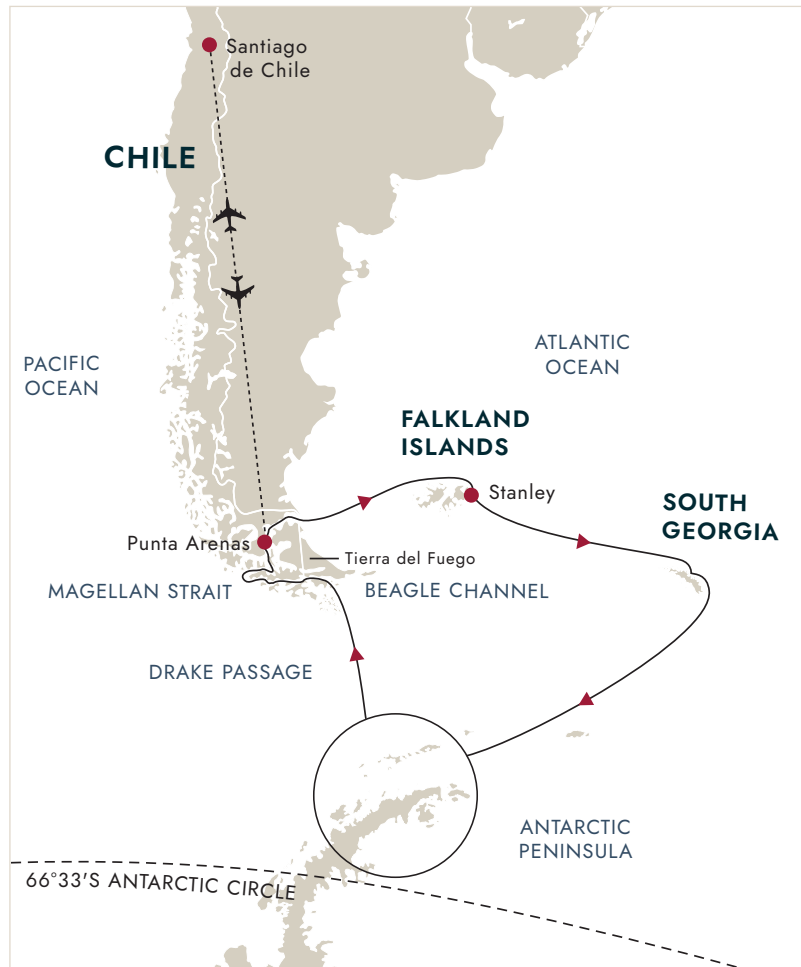 Santiago
de Chile
CHILE
ATLANTIC
OCEAN
PACIFIC
OCEAN
FALKLAND
ISLANDS
Stanley
SOUTH
GEORGIA
Punta Arenas
Tierra del Fuego
MAGELLAN STRAIT
BEAGLE CHANNEL
DRAKE PASSAGE
ANTARCTIC
PENINSULA
66°33'S ANTARCTIC CIRCLE